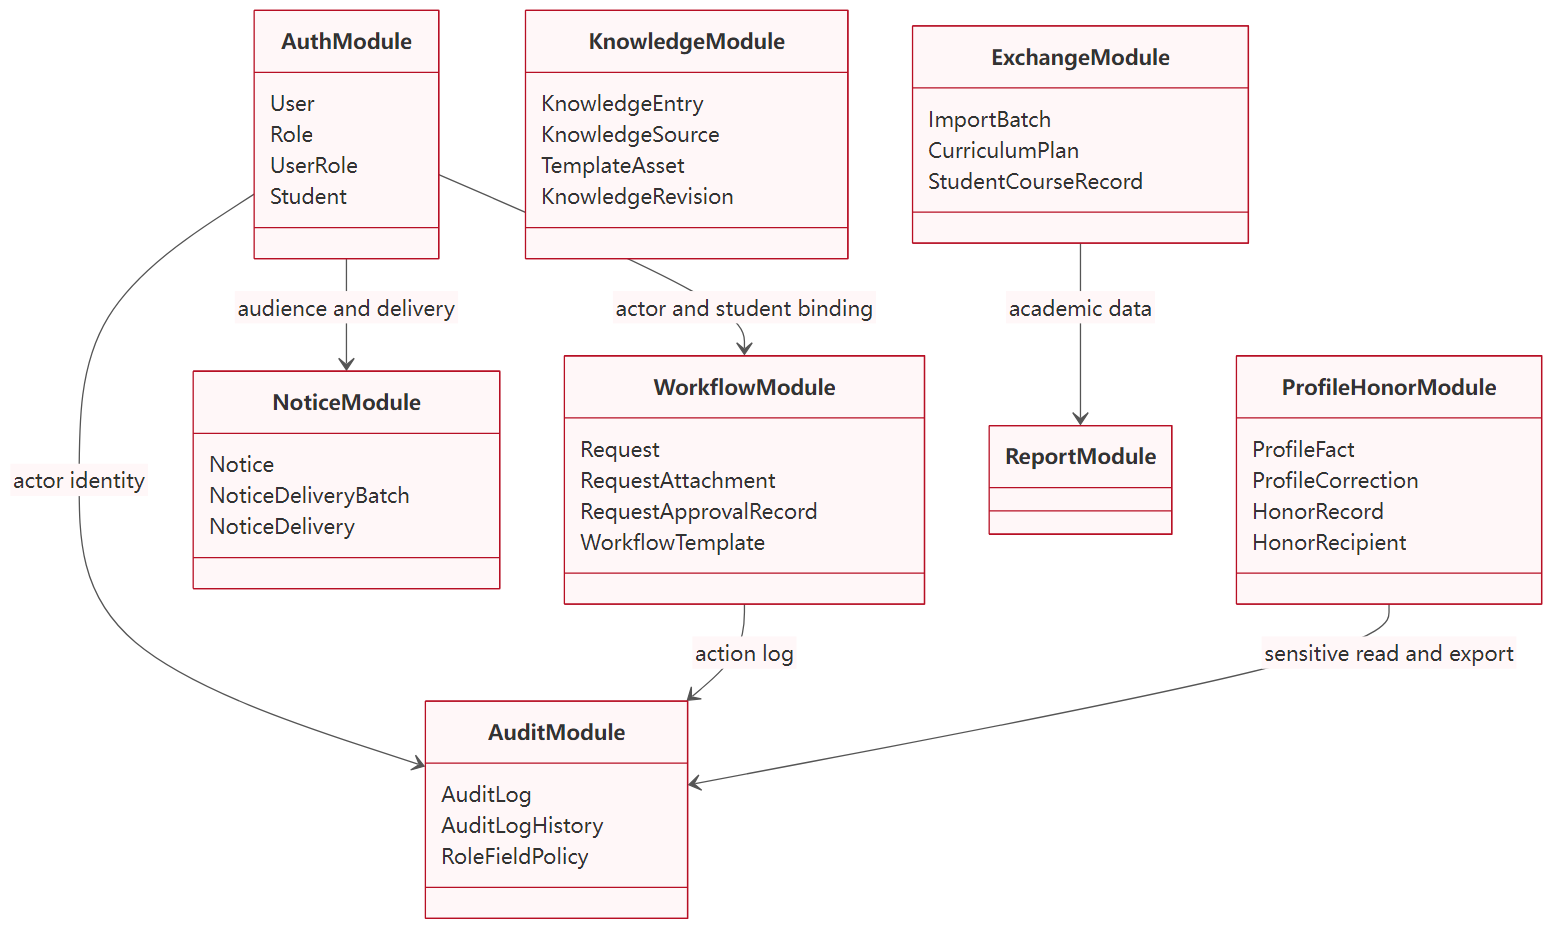 AuthModule
User
Role
UserRole
Student
KnowledgeModule
KnowledgeEntry
KnowledgeSource
TemplateAsset
KnowledgeRevision
ExchangeModule
ImportBatch
CurriculumPlan
StudentCourseRecord
audience and delivery
actor and student binding
academic data
NoticeModule
Notice
NoticeDeliveryBatch
NoticeDelivery
WorkflowModule
Request
RequestAttachment
RequestApprovalRecord
WorkflowTemplate
ReportModule
ProfileHonorModule
ProfileFact
ProfileCorrection
HonorRecord
HonorRecipient
actor identity
action log
sensitive read and export
AuditModule
AuditLog
AuditLogHistory
RoleFieldPolicy